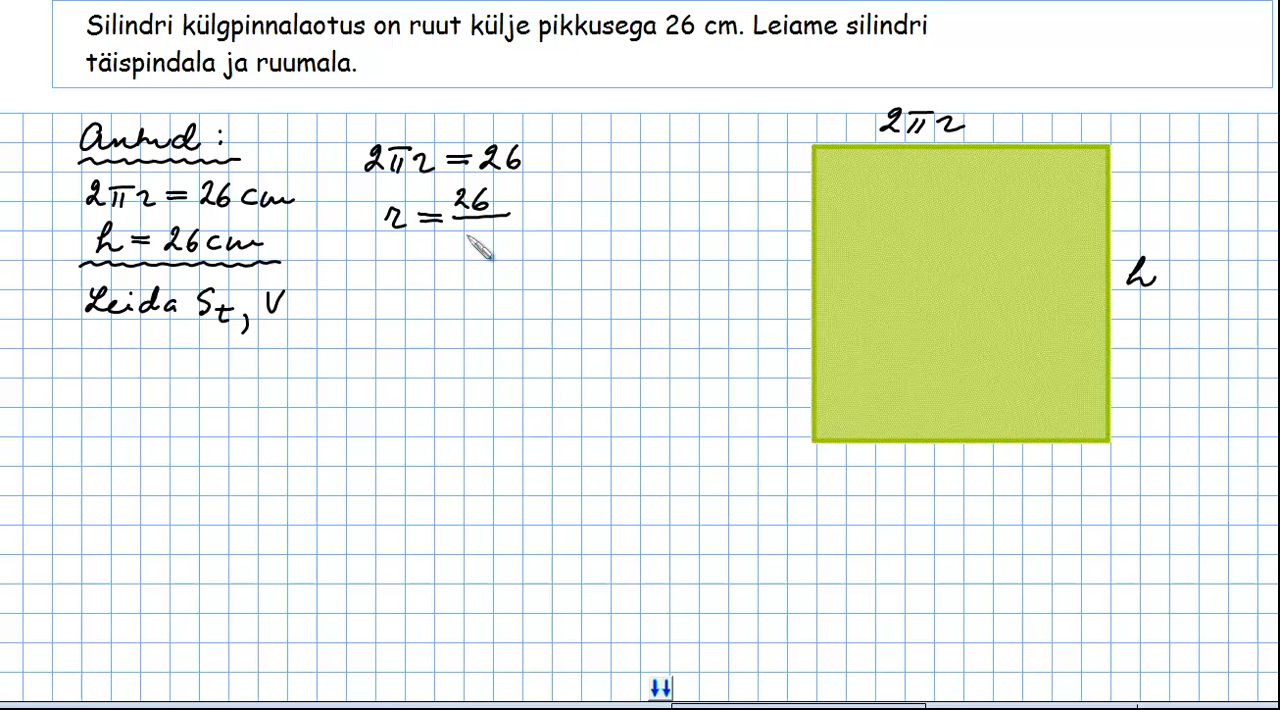 Silindri külgpinnalaotus on ruut külje pikkusega 26 cm. Leiame silindri
täispindala ja ruumala.
Antud :
2πr = 26 cm
h = 26 cm
Leida St, V
2πr = 26
r = 26
2πr
h